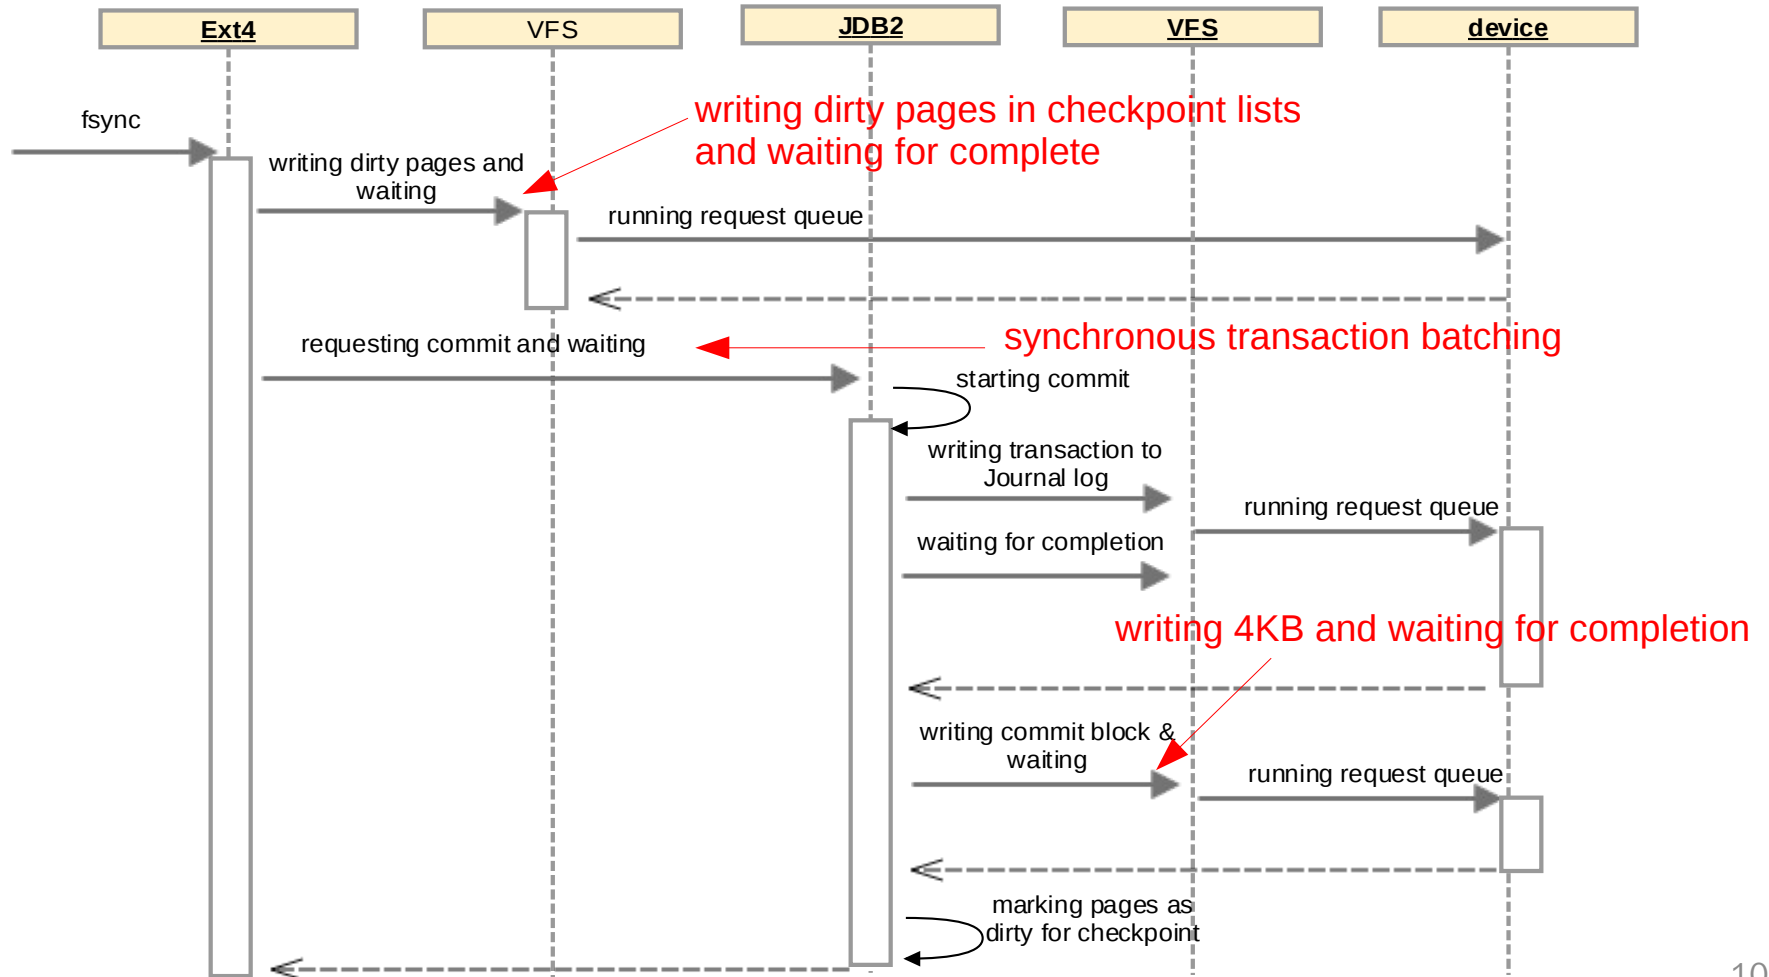 Ext4
VFS
JDB2
VFS
device
fsync
writing dirty pages in checkpoint lists
and waiting for complete
writing dirty pages and
waiting
running request queue
requesting commit and waiting
synchronous transaction batching
starting commit
writing transaction to
Journal log
running request queue
waiting for completion
writing 4KB and waiting for completion
writing commit block &
waiting
running request queue
marking pages as
dirty for checkpoint
10